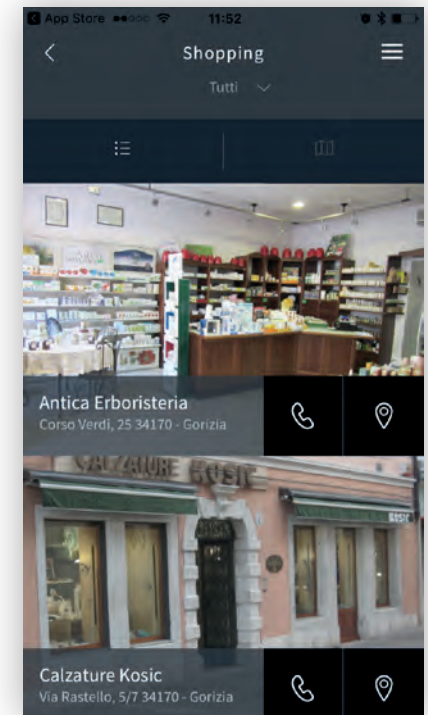 App Store
11:52
Shopping
Tutti
Antica Erboristeria
Corso Verdi, 25 34170 - Gorizia
CALZATURE KOSIC
KOSIC
Calzature Kosic
Via Rastello, 5/7 34170 - Gorizia